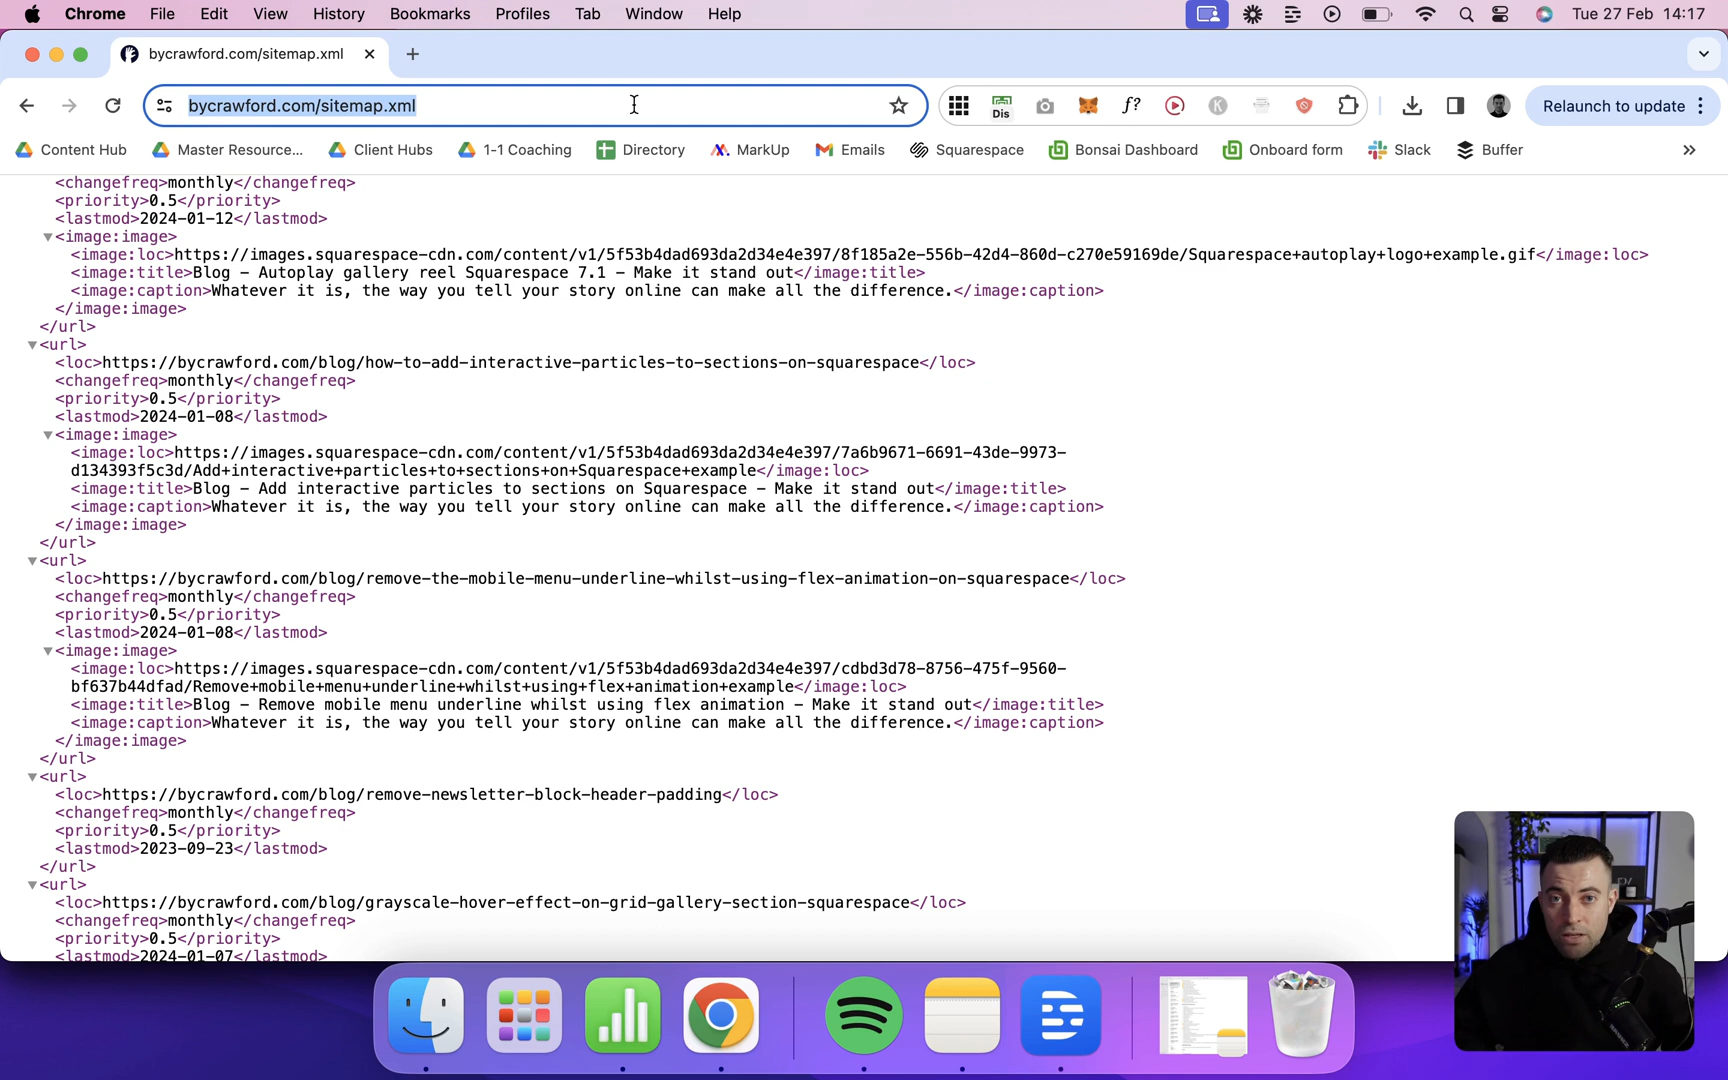 Chrome File Edit View History Bookmarks Profiles Tab Window Help Tue 27 Feb 14:17
bycrawford.com/sitemap.xml
bycrawford.com/sitemap.xml Dis f? K Relaunch to update
Content Hub Master Resource... Client Hubs 1-1 Coaching Directory MarkUp Emails Squarespace Bonsai Dashboard Onboard form Slack Buffer »
<changefreq>monthly</changefreq>
<priority>0.5</priority>
<lastmod>2024-01-12</lastmod>
▼<image:image>
<image:loc>https://images.squarespace-cdn.com/content/v1/5f53b4dad693da2d34e4e397/8f185a2e-556b-42d4-860d-c270e59169de/Squarespace+autoplay+logo+example.gif</image:loc>
<image:title>Blog - Autoplay gallery reel Squarespace 7.1 - Make it stand out</image:title>
<image:caption>Whatever it is, the way you tell your story online can make all the difference.</image:caption>
</image:image>
</url>
▼<url>
<loc>https://bycrawford.com/blog/how-to-add-interactive-particles-to-sections-on-squarespace</loc>
<changefreq>monthly</changefreq>
<priority>0.5</priority>
<lastmod>2024-01-08</lastmod>
▼<image:image>
<image:loc>https://images.squarespace-cdn.com/content/v1/5f53b4dad693da2d34e4e397/7a6b9671-6691-43de-9973-
d134393f5c3d/Add+interactive+particles+to+sections+on+Squarespace+example</image:loc>
<image:title>Blog - Add interactive particles to sections on Squarespace - Make it stand out</image:title>
<image:caption>Whatever it is, the way you tell your story online can make all the difference.</image:caption>
</image:image>
</url>
▼<url>
<loc>https://bycrawford.com/blog/remove-the-mobile-menu-underline-whilst-using-flex-animation-on-squarespace</loc>
<changefreq>monthly</changefreq>
<priority>0.5</priority>
<lastmod>2024-01-08</lastmod>
▼<image:image>
<image:loc>https://images.squarespace-cdn.com/content/v1/5f53b4dad693da2d34e4e397/cdbd3d78-8756-475f-9560-
bf637b44dfad/Remove+mobile+menu+underline+whilst+using+flex+animation+example</image:loc>
<image:title>Blog - Remove mobile menu underline whilst using flex animation - Make it stand out</image:title>
<image:caption>Whatever it is, the way you tell your story online can make all the difference.</image:caption>
</image:image>
</url>
▼<url>
<loc>https://bycrawford.com/blog/remove-newsletter-block-header-padding</loc>
<changefreq>monthly</changefreq>
<priority>0.5</priority>
<lastmod>2023-09-23</lastmod>
</url>
▼<url>
<loc>https://bycrawford.com/blog/grayscale-hover-effect-on-grid-gallery-section-squarespace</loc>
<changefreq>monthly</changefreq>
<priority>0.5</priority>
<lastmod>2024-01-07</lastmod>